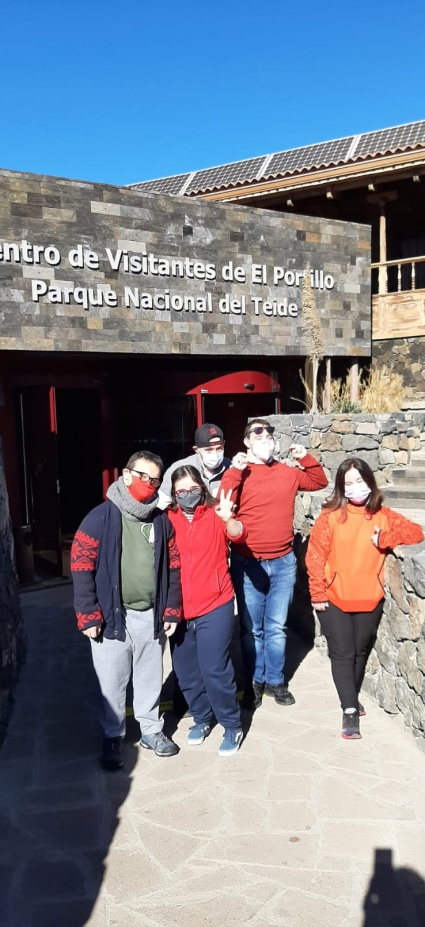 entro de Visitantes de El Portillo
Parque Nacional del Teide